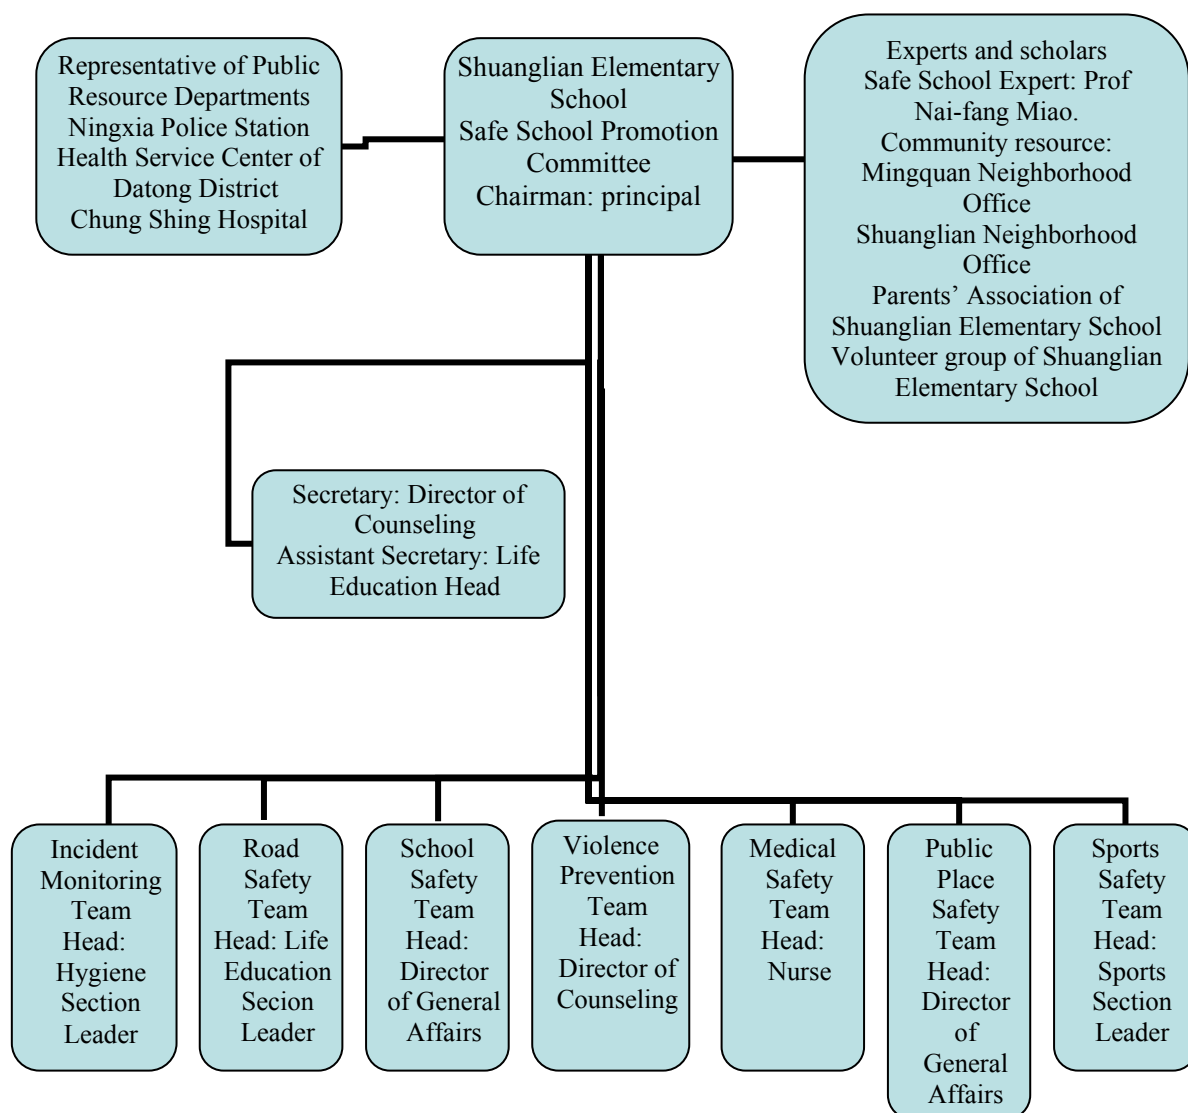 Representative of Public
Resource Departments
Ningxia Police Station
Health Service Center of
Datong District
Chung Shing Hospital
Shuanglian Elementary
School
Safe School Promotion
Committee
Chairman: principal
Experts and scholars
Safe School Expert: Prof
Nai-fang Miao.
Community resource:
Mingquan Neighborhood
Office
Shuanglian Neighborhood
Office
Parents’ Association of
Shuanglian Elementary School
Volunteer group of Shuanglian
Elementary School
Secretary: Director of
Counseling
Assistant Secretary: Life
Education Head
Incident
Monitoring
Team
Head:
Hygiene
Section
Leader
Road
Safety
Team
Head: Life
Education
Secion
Leader
School
Safety
Team
Head:
Director
of General
Affairs
Violence
Prevention
Team
Head:
Director of
Counseling
Medical
Safety
Team
Head:
Nurse
Public
Place
Safety
Team
Head:
Director
of
General
Affairs
Sports
Safety
Team
Head:
Sports
Section
Leader